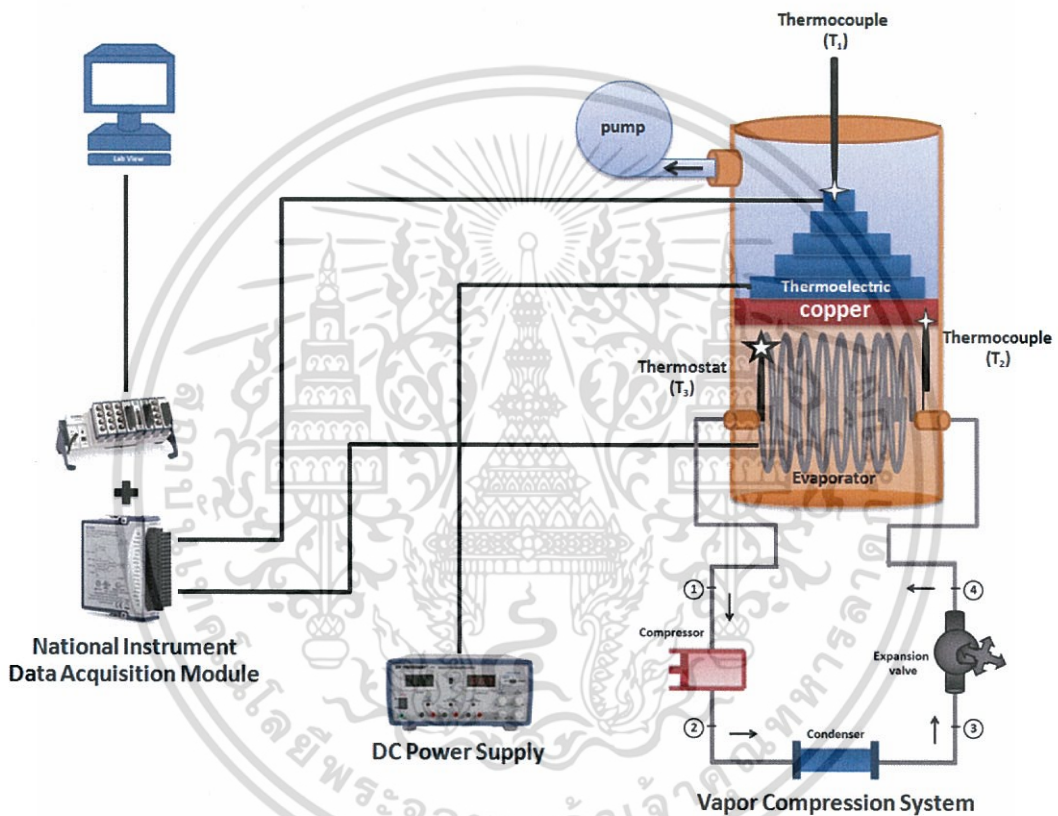 Thermocouple
(T₁)
pump
Lab View
Thermoelectric
copper
Thermostat
(T₃)
Thermocouple
(T₂)
Evaporator
①
④
Compressor
Expansion
valve
National Instrument
Data Acquisition Module
②
Condenser
③
DC Power Supply
Vapor Compression System